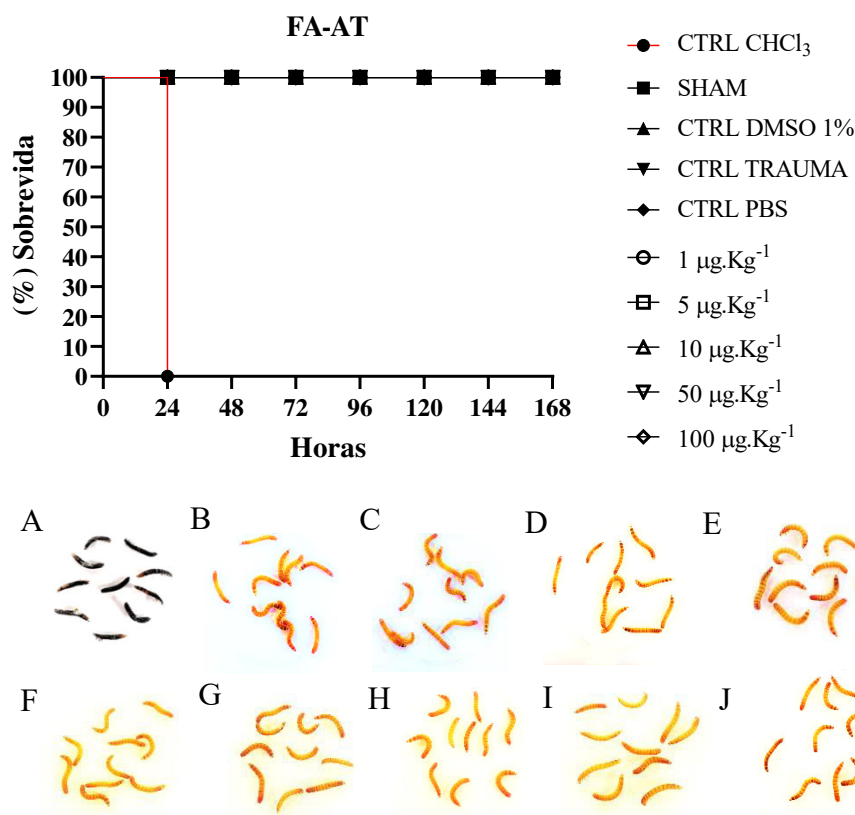 FA-AT
(%) Sobrevida
100
90
80
70
60
50
40
30
20
10
0
0 24 48 72 96 120 144 168
Horas
CTRL CHCl₃
SHAM
CTRL DMSO 1%
CTRL TRAUMA
CTRL PBS
1 µg.Kg⁻¹
5 µg.Kg⁻¹
10 µg.Kg⁻¹
50 µg.Kg⁻¹
100 µg.Kg⁻¹
A B C D E
F G H I J